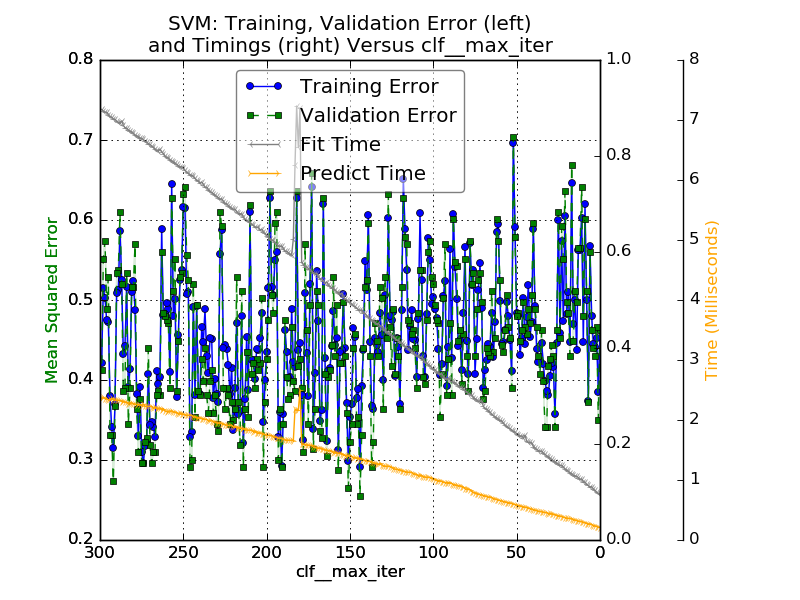 SVM: Training, Validation Error (left)
and Timings (right) Versus clf__max_iter
Training Error
Validation Error
Fit Time
Predict Time
Mean Squared Error
0.8
0.7
0.6
0.5
0.4
0.3
0.2
1.0
0.8
0.6
0.4
0.2
0.0
8
7
6
5
4
3
2
1
0
Time (Milliseconds)
300 250 200 150 100 50 0
clf__max_iter